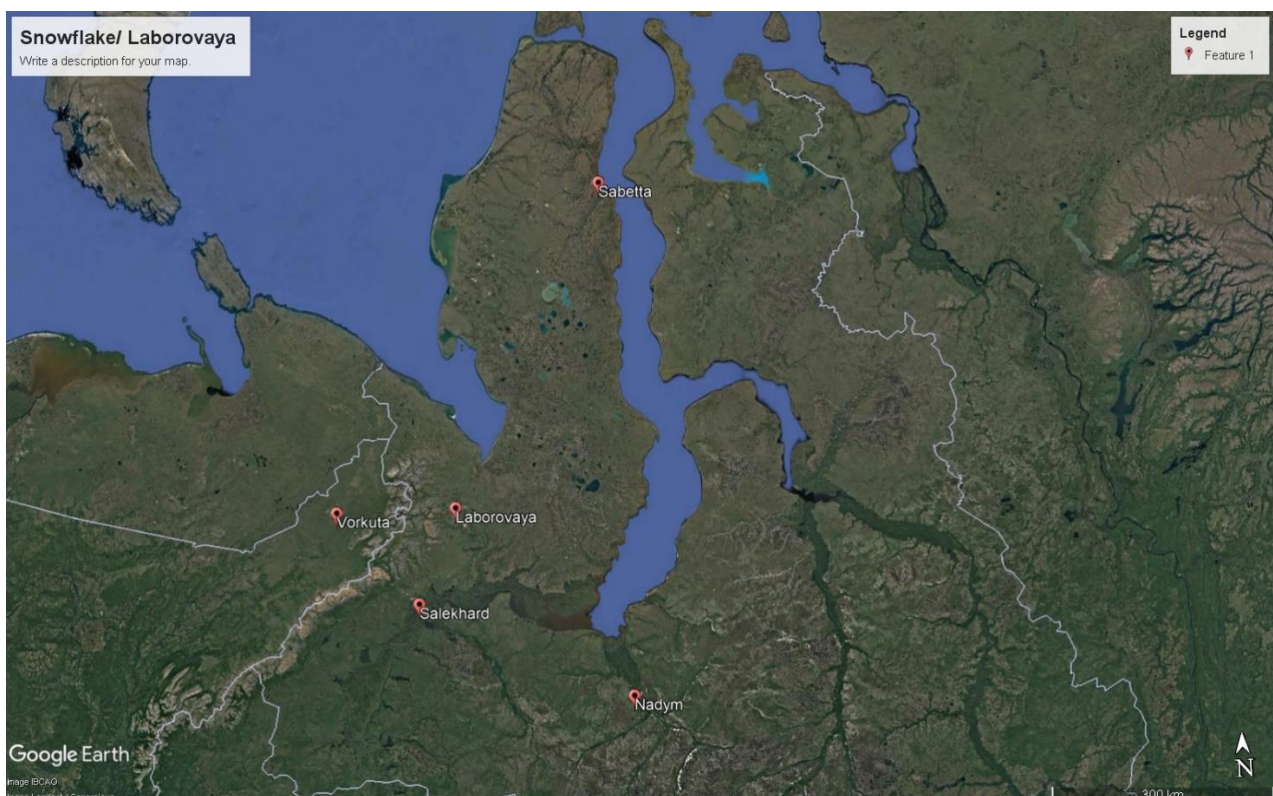 Snowflake/ Laborovaya
Write a description for your map.
Legend
Feature 1
Sabetta
Vorkuta
Laborovaya
Salekhard
Nadym
Google Earth
N
Image IBCAO
300 km